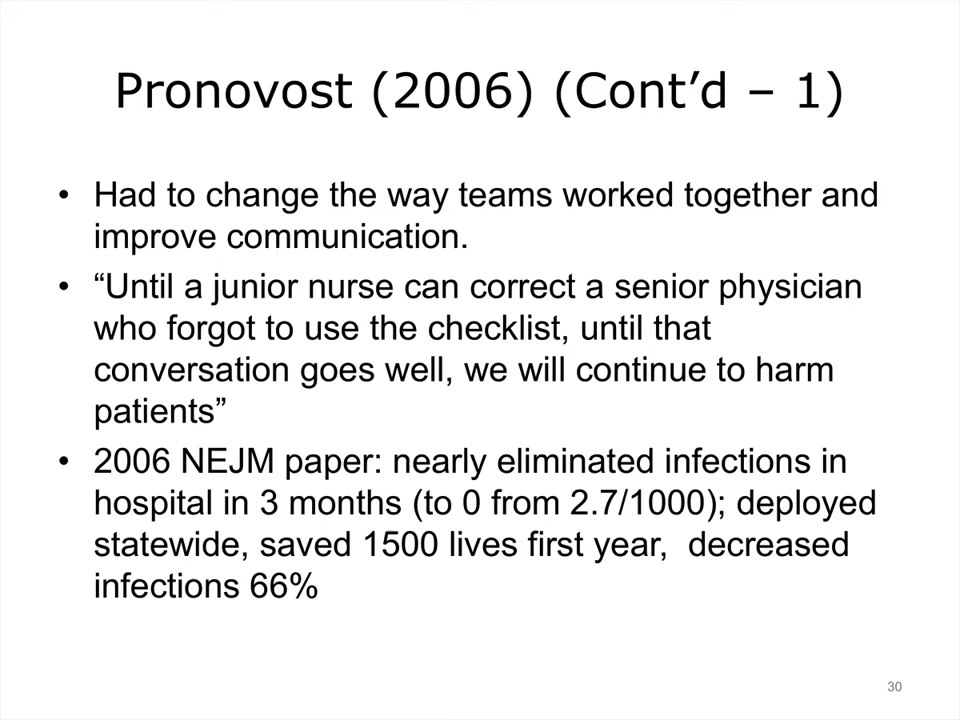 Pronovost (2006) (Cont’d – 1)
• Had to change the way teams worked together and
improve communication.
• “Until a junior nurse can correct a senior physician
who forgot to use the checklist, until that
conversation goes well, we will continue to harm
patients”
• 2006 NEJM paper: nearly eliminated infections in
hospital in 3 months (to 0 from 2.7/1000); deployed
statewide, saved 1500 lives first year,  decreased
infections 66%
30